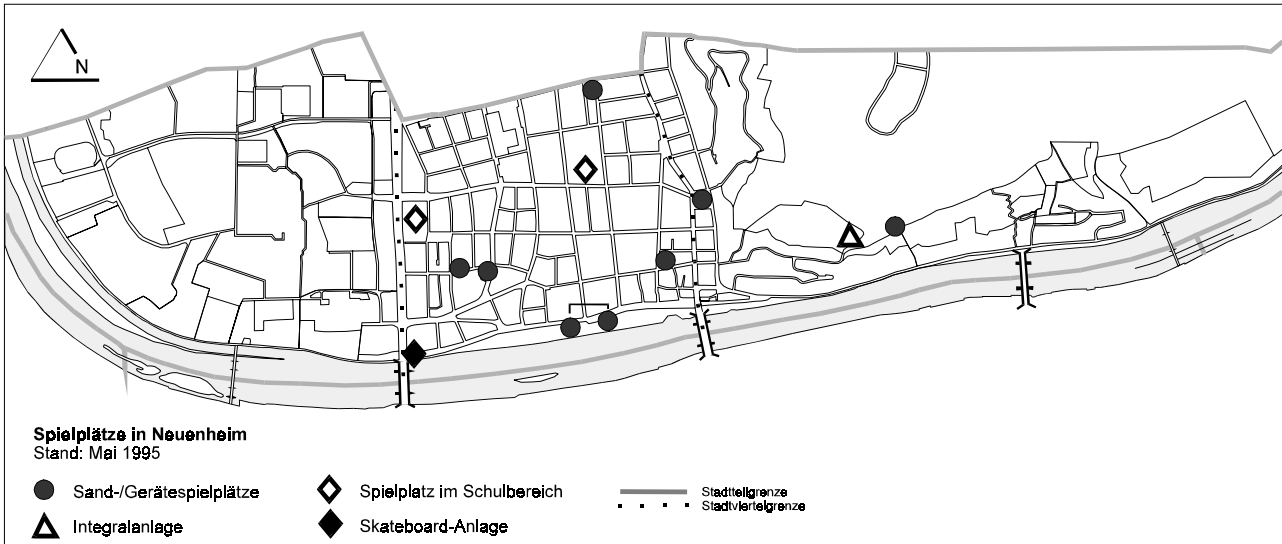 N
Spielplätze in Neuenheim
Stand: Mai 1995
Sand-/Gerätespielplätze
Integralanlage
Spielplatz im Schulbereich
Skateboard-Anlage
Stadtteilgrenze
Stadtviertelgrenze